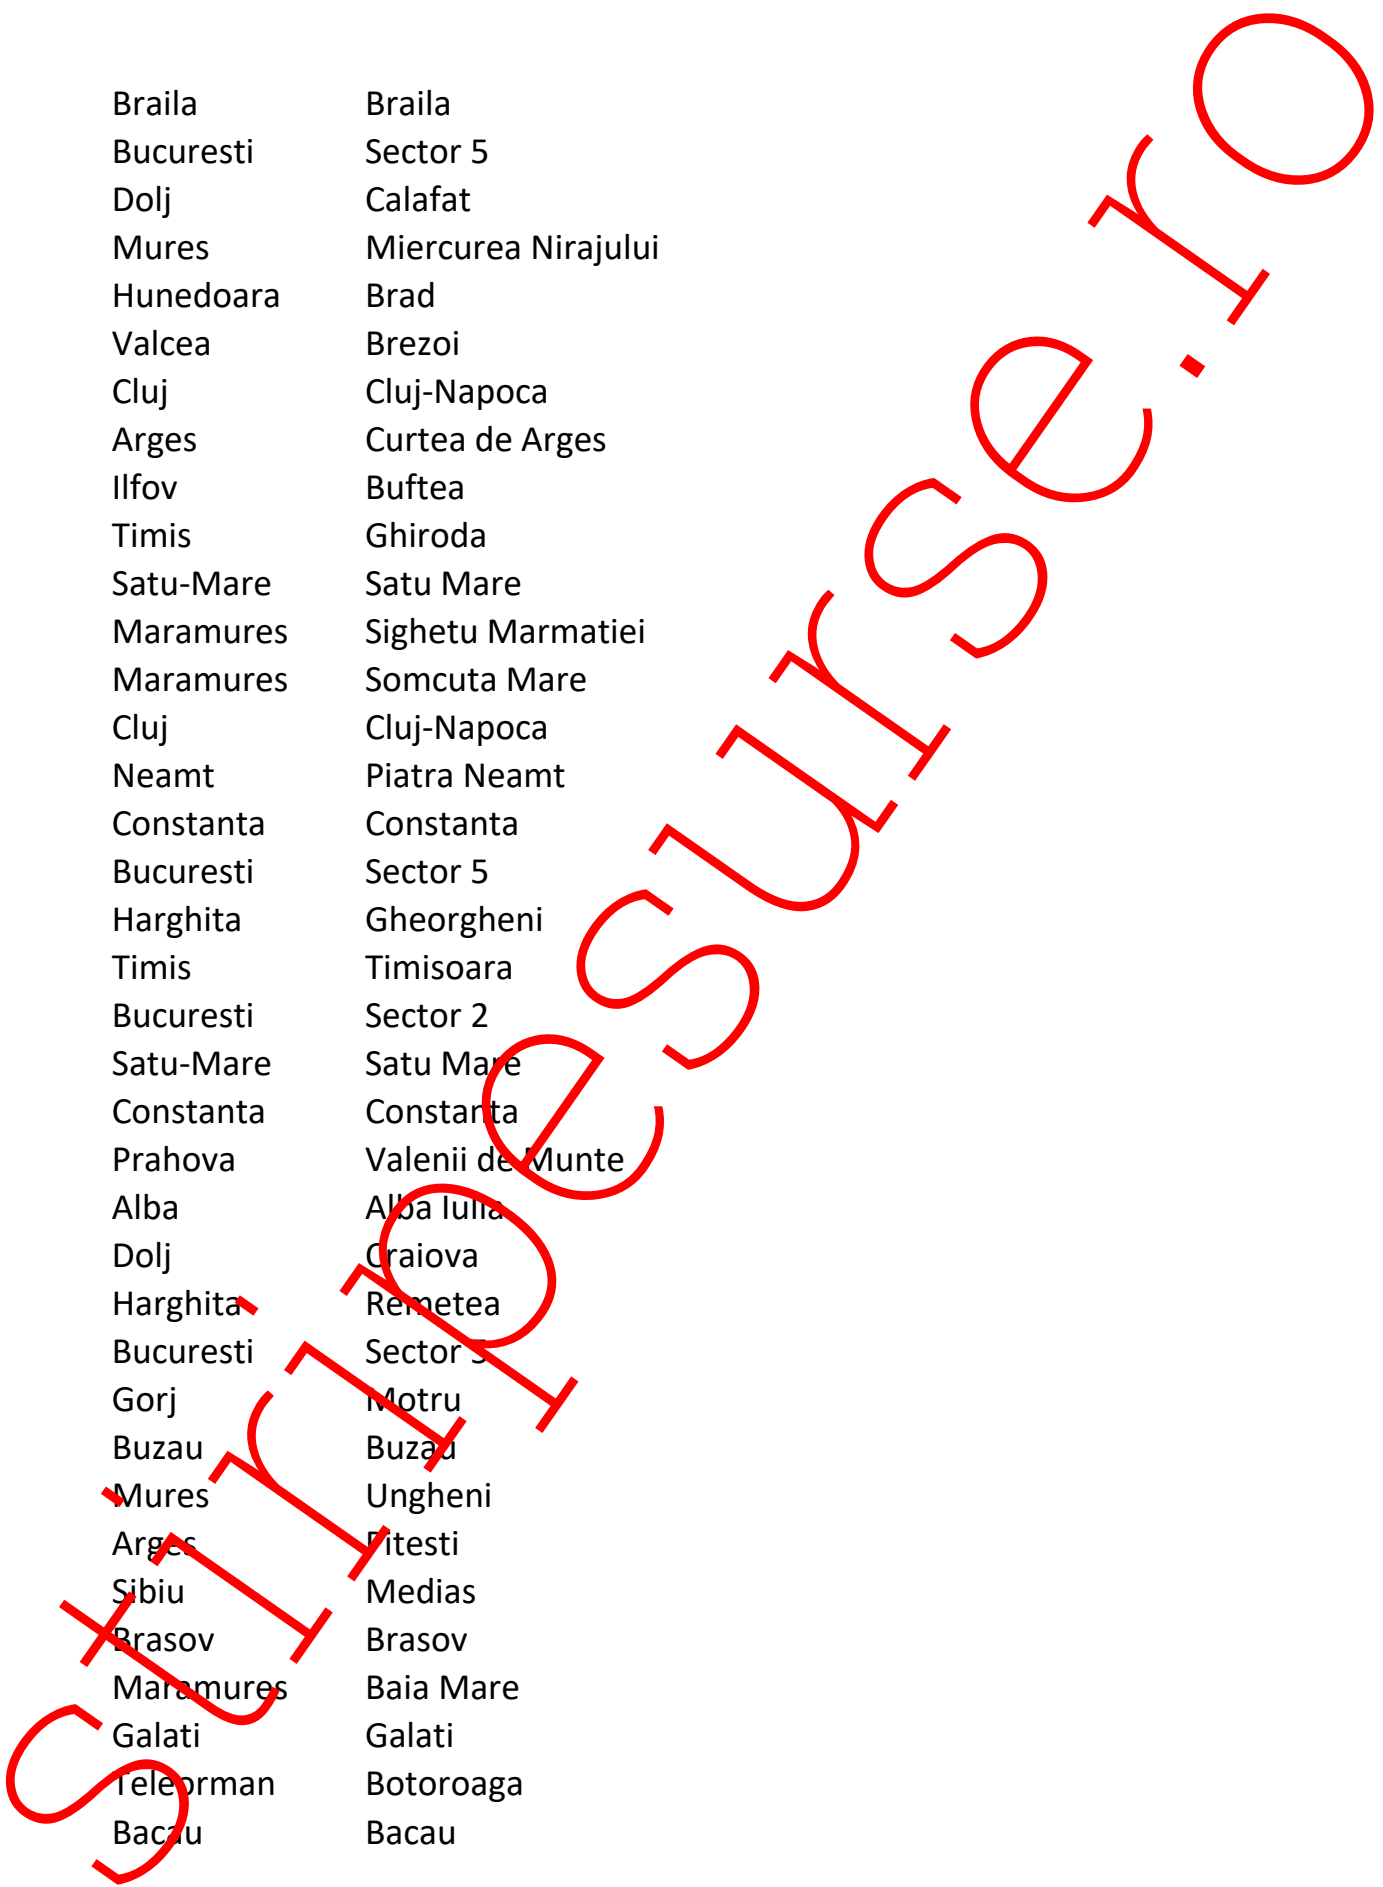 Braila Braila
Bucuresti Sector 5
Dolj Calafat
Mures Miercurea Nirajului
Hunedoara Brad
Valcea Brezoi
Cluj Cluj-Napoca
Arges Curtea de Arges
Ilfov Buftea
Timis Ghiroda
Satu-Mare Satu Mare
Maramures Sighetu Marmatiei
Maramures Somcuta Mare
Cluj Cluj-Napoca
Neamt Piatra Neamt
Constanta Constanta
Bucuresti Sector 5
Harghita Gheorgheni
Timis Timisoara
Bucuresti Sector 2
Satu-Mare Satu Mare
Constanta Constanta
Prahova Valenii de Munte
Alba Alba Iulia
Dolj Craiova
Harghita Remetea
Bucuresti Sector
Gorj Motru
Buzau Buzau
Mures Ungheni
Arges Pitesti
Sibiu Medias
Brasov Brasov
Maramures Baia Mare
Galati Galati
Teleorman Botoroaga
Bacau Bacau
stiripesurse.ro